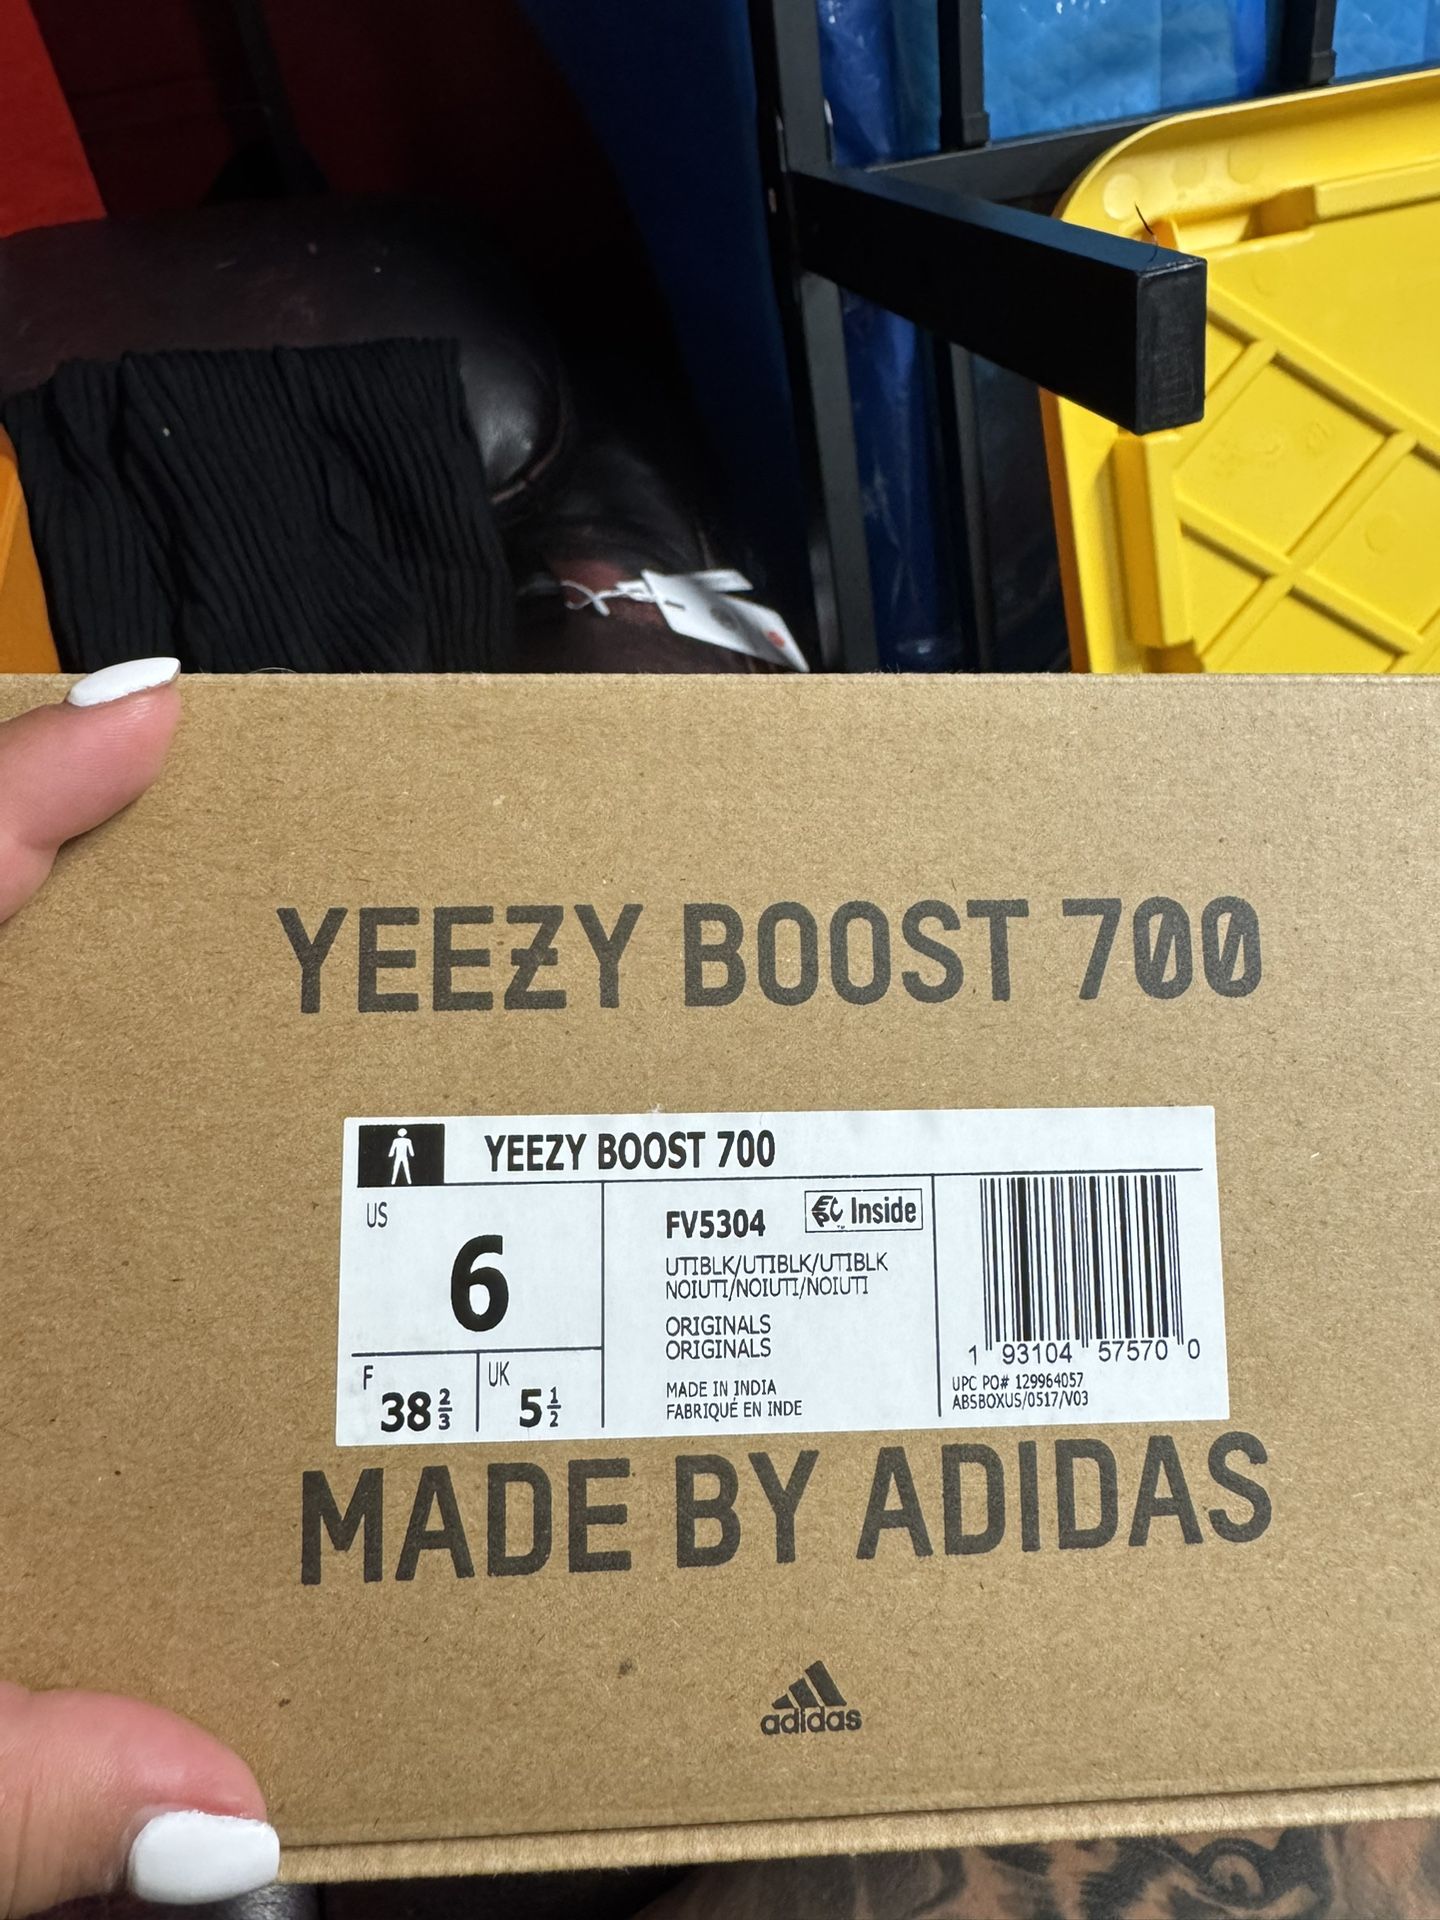 YEEZY BOOST 700
YEEZY BOOST 700
US
6
F
38 2/3
UK
5 1/2
FV5304
EPC Inside
UTIBLK/UTIBLK/UTIBLK
NOIUTI/NOIUTI/NOIUTI
ORIGINALS
ORIGINALS
MADE IN INDIA
FABRIQUÉ EN INDE
1 93104 57570 0
UPC PO# 129964057
ABSBOXUS/0517/V03
MADE BY ADIDAS
adidas